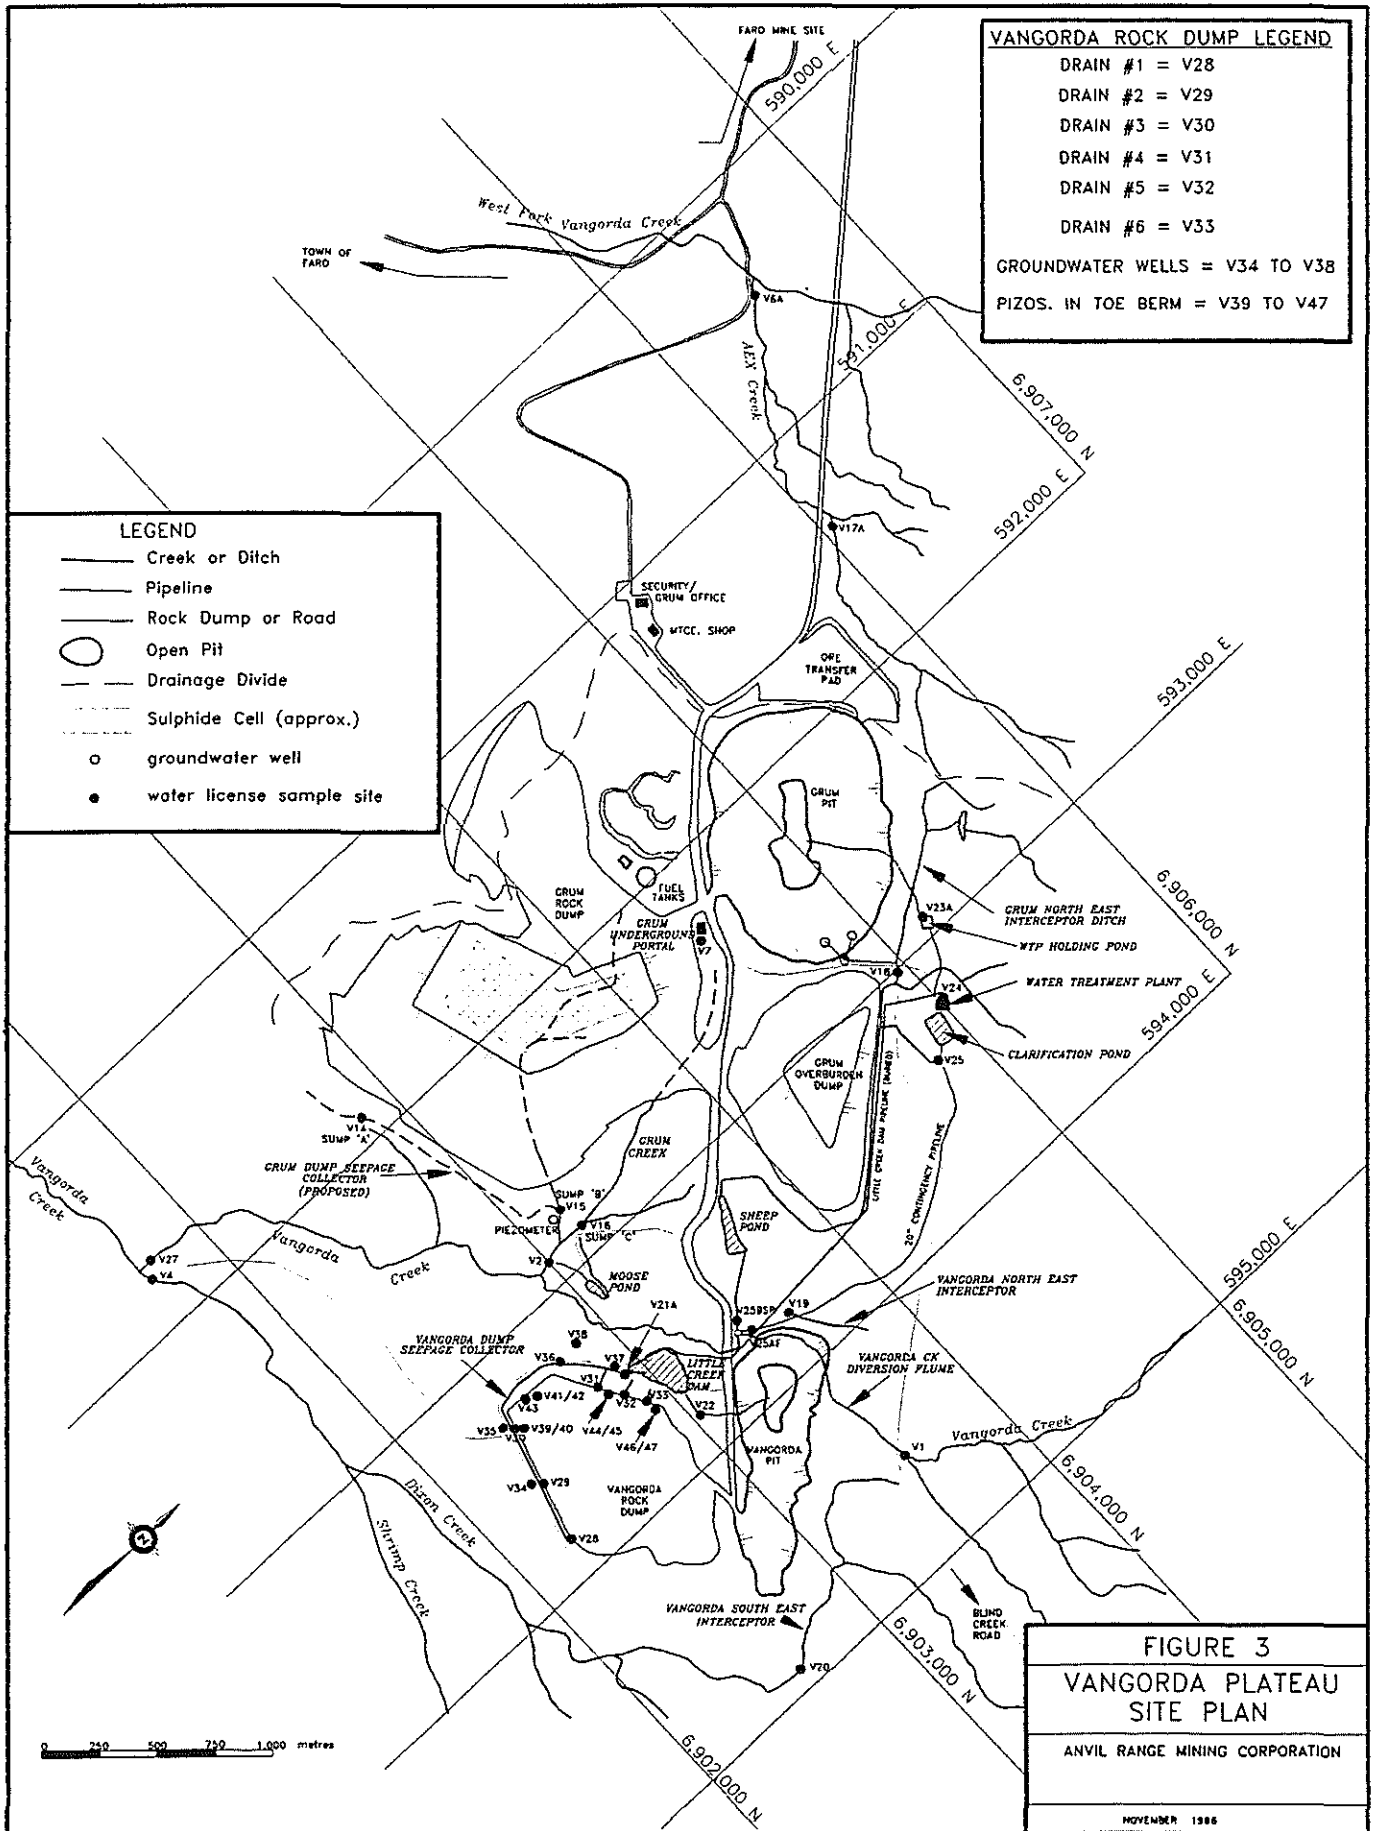 FARO MINE SITE
590,000 E
VANGORDA ROCK DUMP LEGEND
DRAIN #1 = V28
DRAIN #2 = V29
DRAIN #3 = V30
DRAIN #4 = V31
DRAIN #5 = V32
DRAIN #6 = V33
GROUNDWATER WELLS = V34 TO V38
PIZOS. IN TOE BERM = V39 TO V47
West Fork Vangorda Creek
TOWN OF
FARO
V6A
591,000 E
AEX Creek
6,907,000 N
592,000 E
V17A
LEGEND
Creek or Ditch
Pipeline
Rock Dump or Road
Open Pit
Drainage Divide
Sulphide Cell (approx.)
groundwater well
water license sample site
SECURITY/
GRUM OFFICE
MTCE. SHOP
ORE
TRANSFER
PAD
593,000 E
GRUM
PIT
FUEL
TANKS
GRUM
ROCK
DUMP
GRUM
UNDERGROUND
PORTAL
V7
V23A
GRUM NORTH EAST
INTERCEPTOR DITCH
WTP HOLDING POND
6,906,000 N
V18
V24
WATER TREATMENT PLANT
594,000 E
CLARIFICATION POND
V25
GRUM
OVERBURDEN
DUMP
LITTLE CREEK DAM PIPELINE (BURIED)
20" CONTINGENCY PIPELINE
V14
SUMP 'A'
GRUM
CREEK
GRUM DUMP SEEPAGE
COLLECTOR
(PROPOSED)
SUMP 'B'
V15
PIEZOMETER
V16
SUMP 'C'
SHEEP
POND
Vangorda
Creek
V27
V4
Vangorda
Creek
V2
MOOSE
POND
595,000 E
VANGORDA NORTH EAST
INTERCEPTOR
6,905,000 N
V21A
V25BSP
V19
V25AF
VANGORDA DUMP
SEEPAGE COLLECTOR
V38
V36
V37
LITTLE
CREEK
DAM
VANGORDA CK
DIVERSION FLUME
V31
V41/42
V43
V32
V33
V22
V35
V30
V39/40
V44/45
V46/47
VANGORDA
PIT
Vangorda Creek
V1
6,904,000 N
V34
V29
VANGORDA
ROCK
DUMP
V28
Dixon Creek
Shrimp Creek
N
VANGORDA SOUTH EAST
INTERCEPTOR
BLIND
CREEK
ROAD
6,903,000 N
V20
6,902,000 N
0 250 500 750 1,000 metres
FIGURE 3
VANGORDA PLATEAU
SITE PLAN
ANVIL RANGE MINING CORPORATION
NOVEMBER 1996